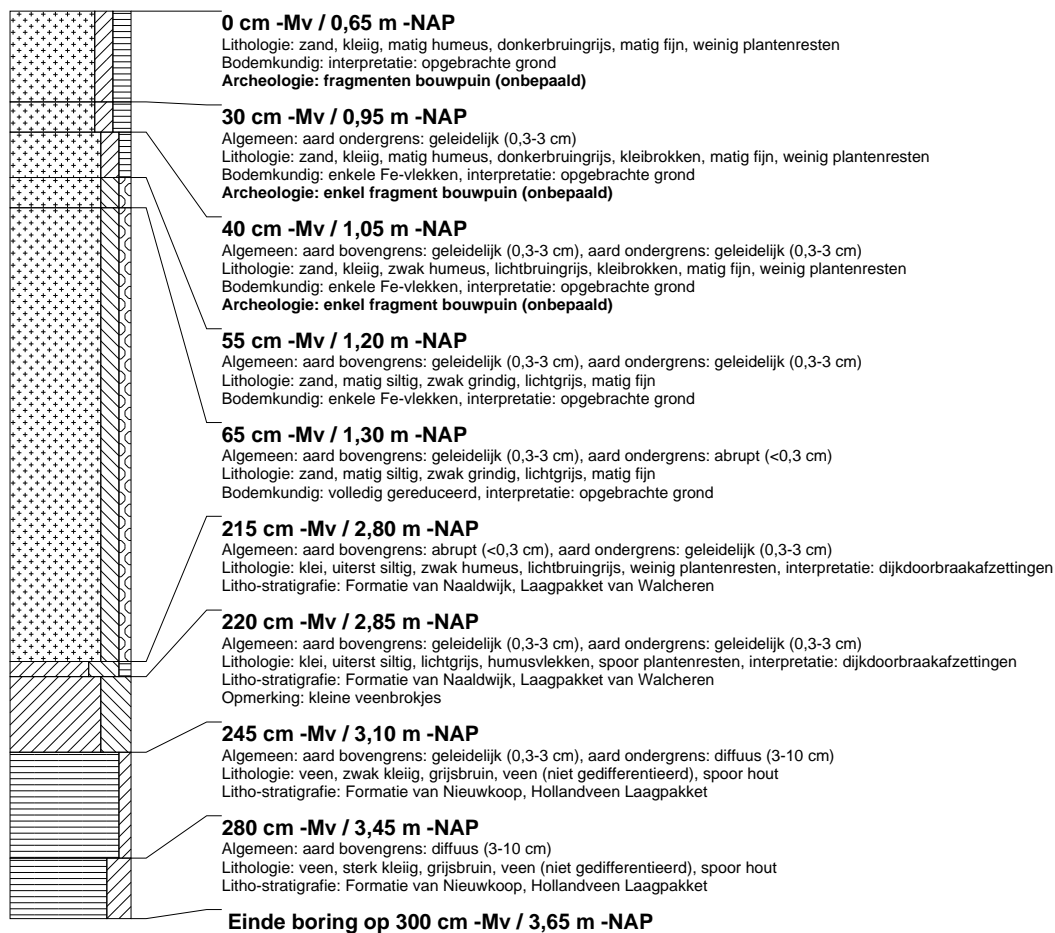 0 cm -Mv / 0,65 m -NAP
Lithologie: zand, kleiig, matig humeus, donkerbruingrijs, matig fijn, weinig plantenresten
Bodemkundig: interpretatie: opgebrachte grond
Archeologie: fragmenten bouwpuin (onbepaald)
30 cm -Mv / 0,95 m -NAP
Algemeen: aard ondergrens: geleidelijk (0,3-3 cm)
Lithologie: zand, kleiig, matig humeus, donkerbruingrijs, kleibrokken, matig fijn, weinig plantenresten
Bodemkundig: enkele Fe-vlekken, interpretatie: opgebrachte grond
Archeologie: enkel fragment bouwpuin (onbepaald)
40 cm -Mv / 1,05 m -NAP
Algemeen: aard bovengrens: geleidelijk (0,3-3 cm), aard ondergrens: geleidelijk (0,3-3 cm)
Lithologie: zand, kleiig, zwak humeus, lichtbruingrijs, kleibrokken, matig fijn, weinig plantenresten
Bodemkundig: enkele Fe-vlekken, interpretatie: opgebrachte grond
Archeologie: enkel fragment bouwpuin (onbepaald)
55 cm -Mv / 1,20 m -NAP
Algemeen: aard bovengrens: geleidelijk (0,3-3 cm), aard ondergrens: geleidelijk (0,3-3 cm)
Lithologie: zand, matig siltig, zwak grindig, lichtgrijs, matig fijn
Bodemkundig: enkele Fe-vlekken, interpretatie: opgebrachte grond
65 cm -Mv / 1,30 m -NAP
Algemeen: aard bovengrens: geleidelijk (0,3-3 cm), aard ondergrens: abrupt (<0,3 cm)
Lithologie: zand, matig siltig, zwak grindig, lichtgrijs, matig fijn
Bodemkundig: volledig gereduceerd, interpretatie: opgebrachte grond
215 cm -Mv / 2,80 m -NAP
Algemeen: aard bovengrens: abrupt (<0,3 cm), aard ondergrens: geleidelijk (0,3-3 cm)
Lithologie: klei, uiterst siltig, zwak humeus, lichtbruingrijs, weinig plantenresten, interpretatie: dijkdoorbraakafzettingen
Litho-stratigrafie: Formatie van Naaldwijk, Laagpakket van Walcheren
220 cm -Mv / 2,85 m -NAP
Algemeen: aard bovengrens: geleidelijk (0,3-3 cm), aard ondergrens: geleidelijk (0,3-3 cm)
Lithologie: klei, uiterst siltig, lichtgrijs, humusvlekken, spoor plantenresten, interpretatie: dijkdoorbraakafzettingen
Litho-stratigrafie: Formatie van Naaldwijk, Laagpakket van Walcheren
Opmerking: kleine veenbrokjes
245 cm -Mv / 3,10 m -NAP
Algemeen: aard bovengrens: geleidelijk (0,3-3 cm), aard ondergrens: diffuus (3-10 cm)
Lithologie: veen, zwak kleiig, grijsbruin, veen (niet gedifferentieerd), spoor hout
Litho-stratigrafie: Formatie van Nieuwkoop, Hollandveen Laagpakket
280 cm -Mv / 3,45 m -NAP
Algemeen: aard bovengrens: diffuus (3-10 cm)
Lithologie: veen, sterk kleiig, grijsbruin, veen (niet gedifferentieerd), spoor hout
Litho-stratigrafie: Formatie van Nieuwkoop, Hollandveen Laagpakket
Einde boring op 300 cm -Mv / 3,65 m -NAP